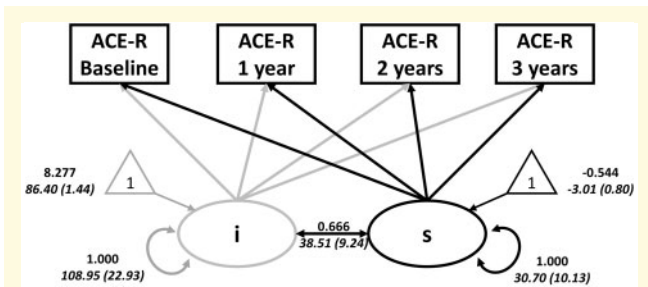 ACE-R
Baseline
ACE-R
1 year
ACE-R
2 years
ACE-R
3 years
8.277
86.40 (1.44)
1
1
-0.544
-3.01 (0.80)
i
0.666
38.51 (9.24)
s
1.000
108.95 (22.93)
1.000
30.70 (10.13)